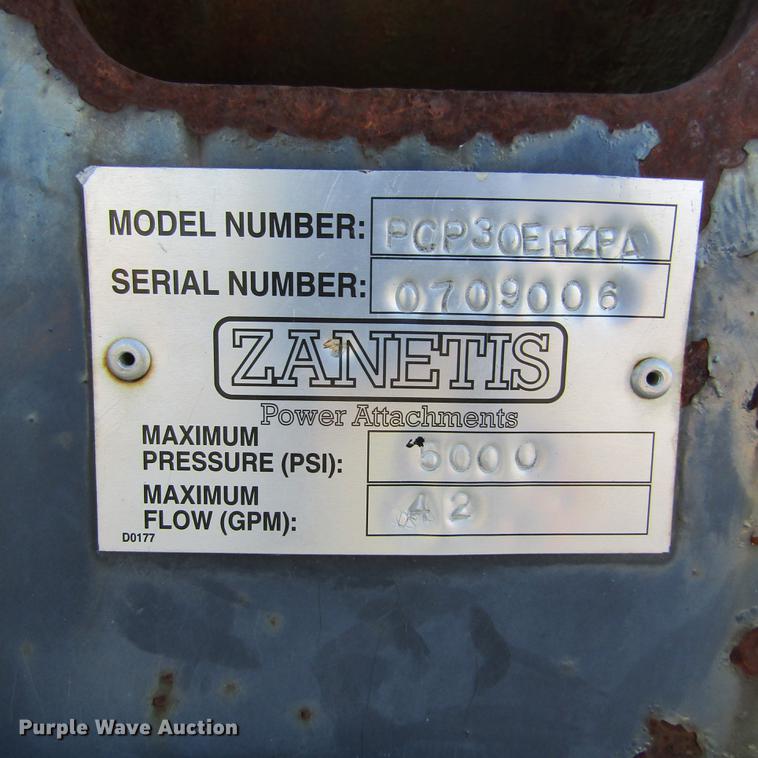 MODEL NUMBER: PCP30EHZPA
SERIAL NUMBER: 0709006
ZANETIS
Power Attachments
MAXIMUM
PRESSURE (PSI): 5000
MAXIMUM
FLOW (GPM): 42
D0177
Purple Wave Auction